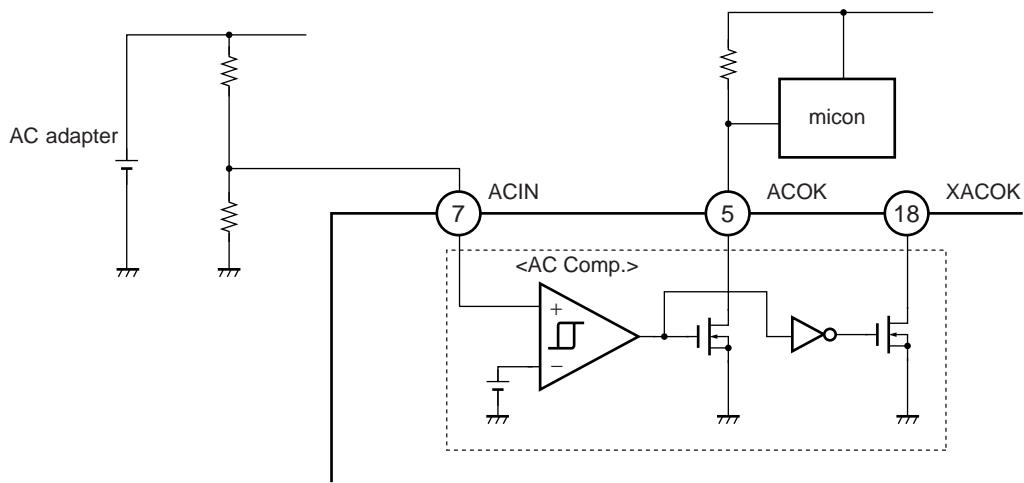 micon
AC adapter
ACIN
ACOK
XACOK
7
5
18
<AC Comp.>
+
−